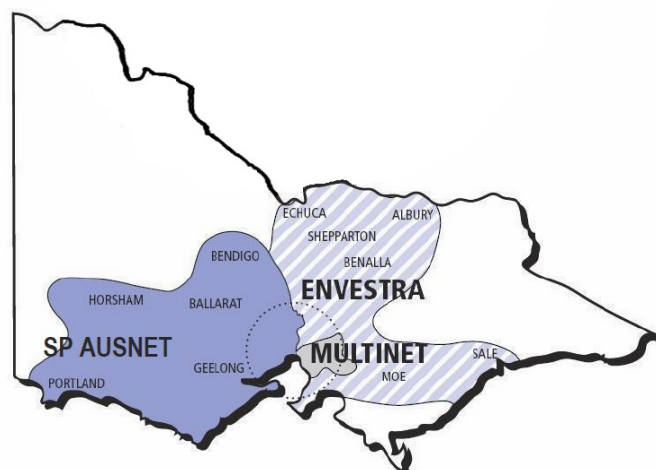 ECHUCA
ALBURY
SHEPPARTON
BENDIGO
BENALLA
ENVESTRA
HORSHAM
BALLARAT
SP AUSNET
MULTINET
SALE
GEELONG
MOE
PORTLAND